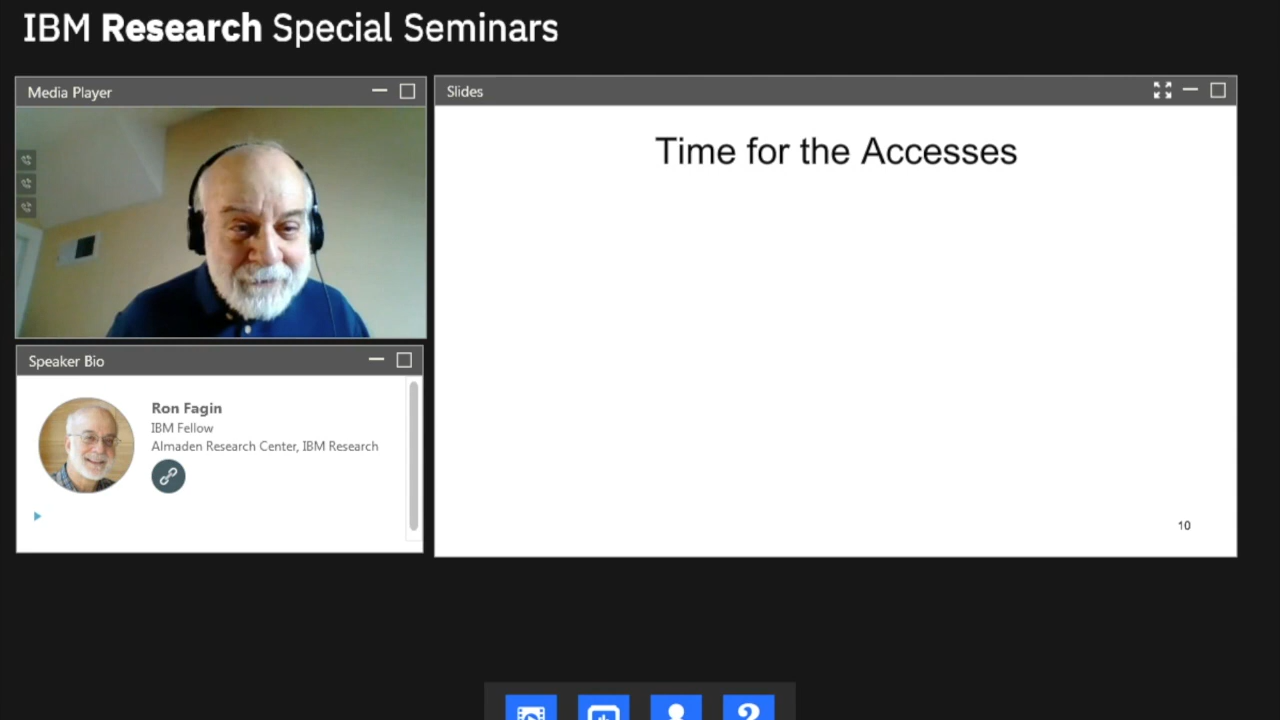 IBM Research Special Seminars
Media Player
Slides
Time for the Accesses
Speaker Bio
Ron Fagin
IBM Fellow
Almaden Research Center, IBM Research
10
?